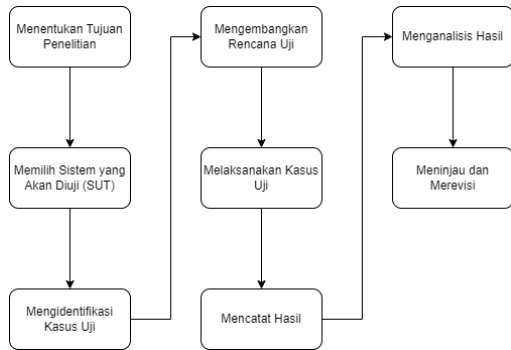 Menentukan Tujuan
Penelitian
Memilih Sistem yang
Akan Diuji (SUT)
Mengidentifikasi
Kasus Uji
Mengembangkan
Rencana Uji
Melaksanakan Kasus
Uji
Mencatat Hasil
Menganalisis Hasil
Meninjau dan
Merevisi